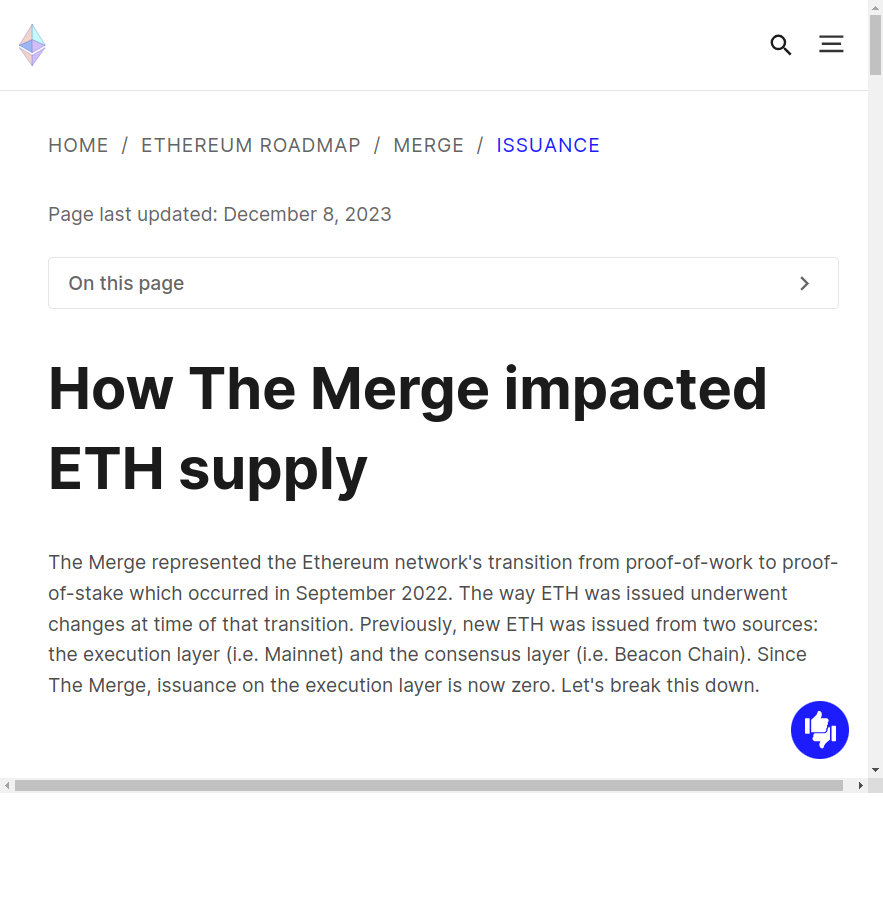 HOME / ETHEREUM ROADMAP / MERGE / ISSUANCE
Page last updated: December 8, 2023
On this page
How The Merge impacted
ETH supply
The Merge represented the Ethereum network's transition from proof-of-work to proof-
of-stake which occurred in September 2022. The way ETH was issued underwent
changes at time of that transition. Previously, new ETH was issued from two sources:
the execution layer (i.e. Mainnet) and the consensus layer (i.e. Beacon Chain). Since
The Merge, issuance on the execution layer is now zero. Let's break this down.